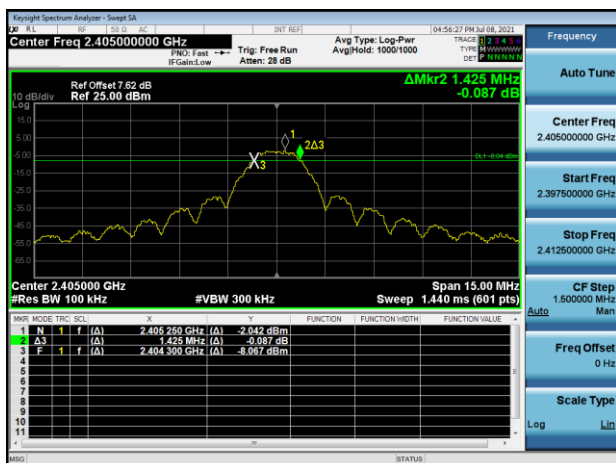 Keysight Spectrum Analyzer - Swept SA
LXI RL RF 50 Ω AC INT REF 04:56:27 PM Jul 08, 2021
Center Freq 2.405000000 GHz
PNO: Fast
IFGain:Low
Trig: Free Run
Atten: 28 dB
Avg Type: Log-Pwr
Avg|Hold: 1000/1000
TRACE 1 2 3 4 5 6
TYPE MWWWWW
DET P N N N N N
Frequency
Ref Offset 7.62 dB
Ref 25.00 dBm
ΔMkr2 1.425 MHz
-0.087 dB
10 dB/div
Log
15.0
5.00
-5.00
-15.0
-25.0
-35.0
-45.0
-55.0
-65.0
1
2Δ3
3
Center 2.405000 GHz
#Res BW 100 kHz
#VBW 300 kHz
Span 15.00 MHz
Sweep 1.440 ms (601 pts)
MKR MODE TRC SCL X Y FUNCTION FUNCTION WIDTH FUNCTION VALUE
1 N 1 f (Δ) 2.405 250 GHz (Δ) -2.042 dBm
2 Δ3 (Δ) 1.425 MHz (Δ) -0.087 dB
3 F 1 f (Δ) 2.404 300 GHz (Δ) -8.067 dBm
4
5
6
7
8
9
10
11
MSG STATUS
Auto Tune
Center Freq
2.405000000 GHz
Start Freq
2.397500000 GHz
Stop Freq
2.412500000 GHz
CF Step
1.500000 MHz
Auto Man
Freq Offset
0 Hz
Scale Type
Log Lin